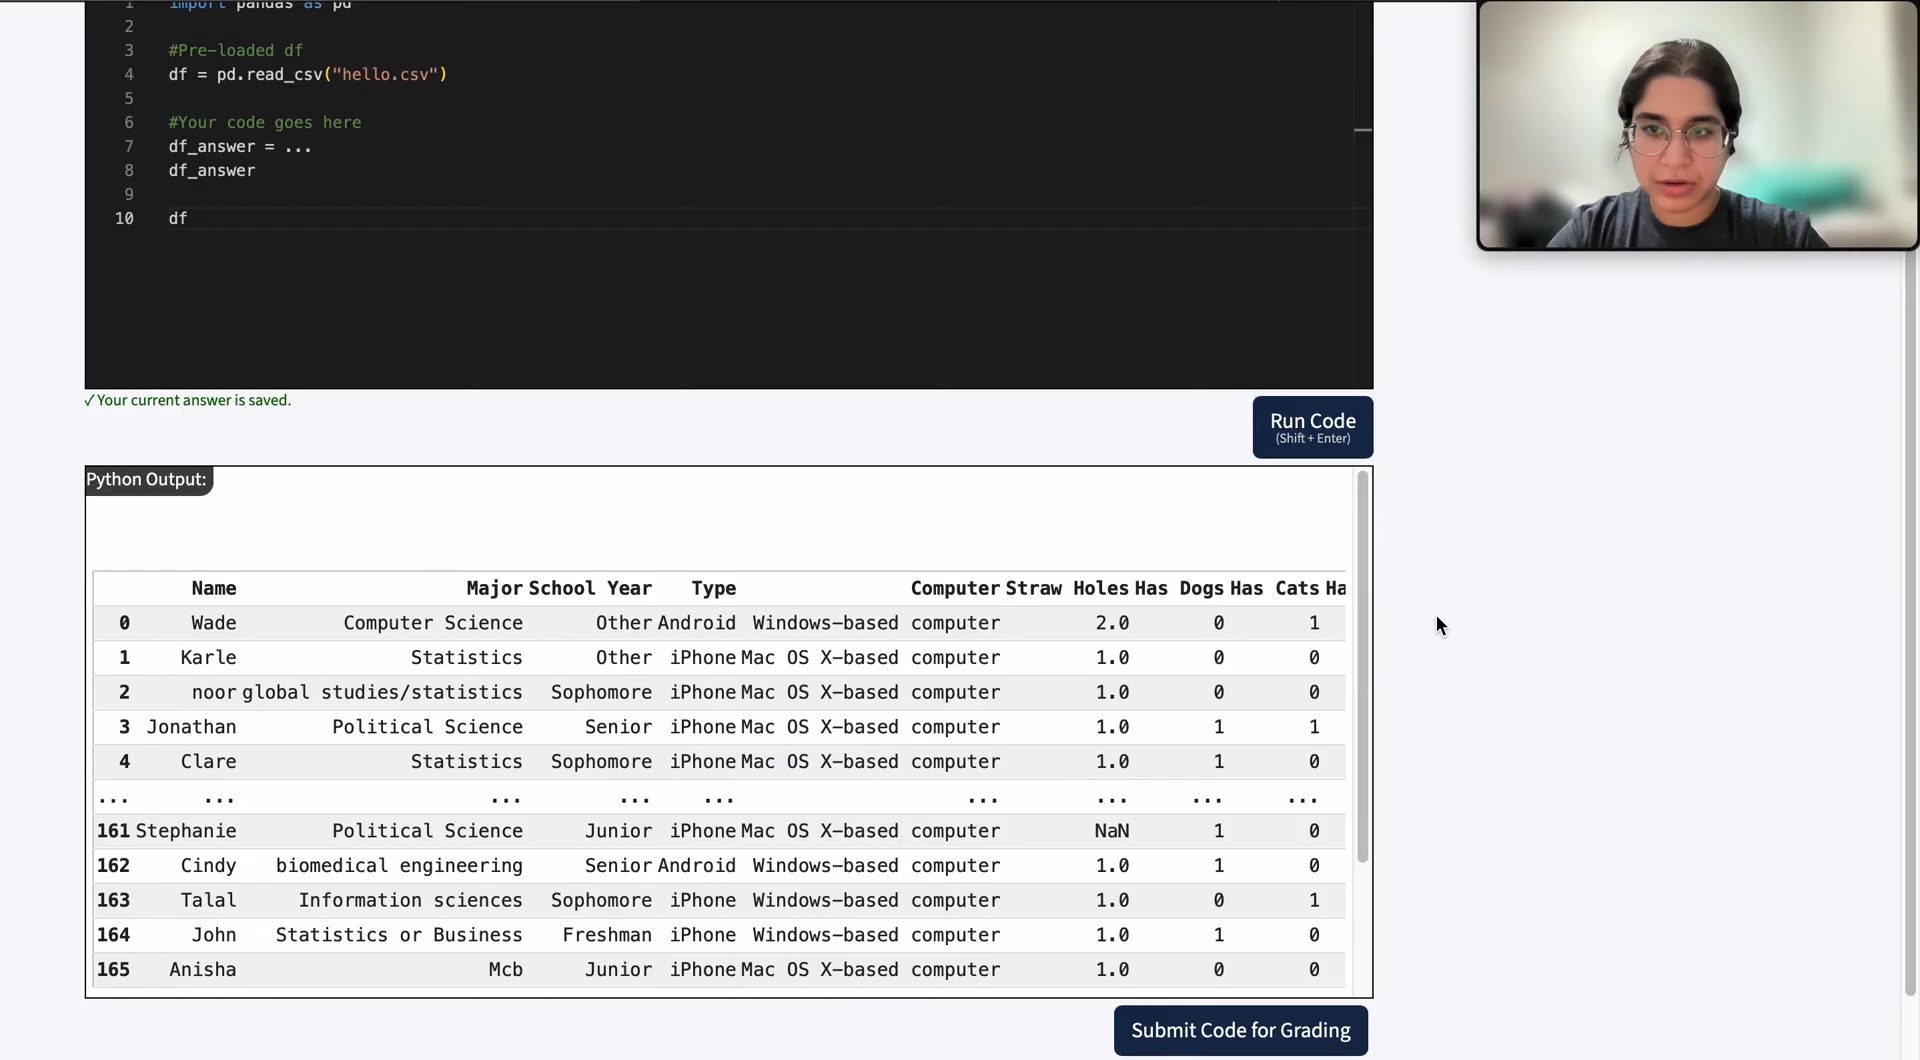 1 import pandas as pd
2
3 #Pre-loaded df
4 df = pd.read_csv("hello.csv")
5
6 #Your code goes here
7 df_answer = ...
8 df_answer
9
10 df
✓Your current answer is saved.
Run Code
(Shift + Enter)
Python Output:
Name Major School Year Type Computer Straw Holes Has Dogs Has Cats Ha
0 Wade Computer Science Other Android Windows-based computer 2.0 0 1
1 Karle Statistics Other iPhone Mac OS X-based computer 1.0 0 0
2 noor global studies/statistics Sophomore iPhone Mac OS X-based computer 1.0 0 0
3 Jonathan Political Science Senior iPhone Mac OS X-based computer 1.0 1 1
4 Clare Statistics Sophomore iPhone Mac OS X-based computer 1.0 1 0
... ... ... ... ... ... ... ... ...
161 Stephanie Political Science Junior iPhone Mac OS X-based computer NaN 1 0
162 Cindy biomedical engineering Senior Android Windows-based computer 1.0 1 0
163 Talal Information sciences Sophomore iPhone Windows-based computer 1.0 0 1
164 John Statistics or Business Freshman iPhone Windows-based computer 1.0 1 0
165 Anisha Mcb Junior iPhone Mac OS X-based computer 1.0 0 0
Submit Code for Grading